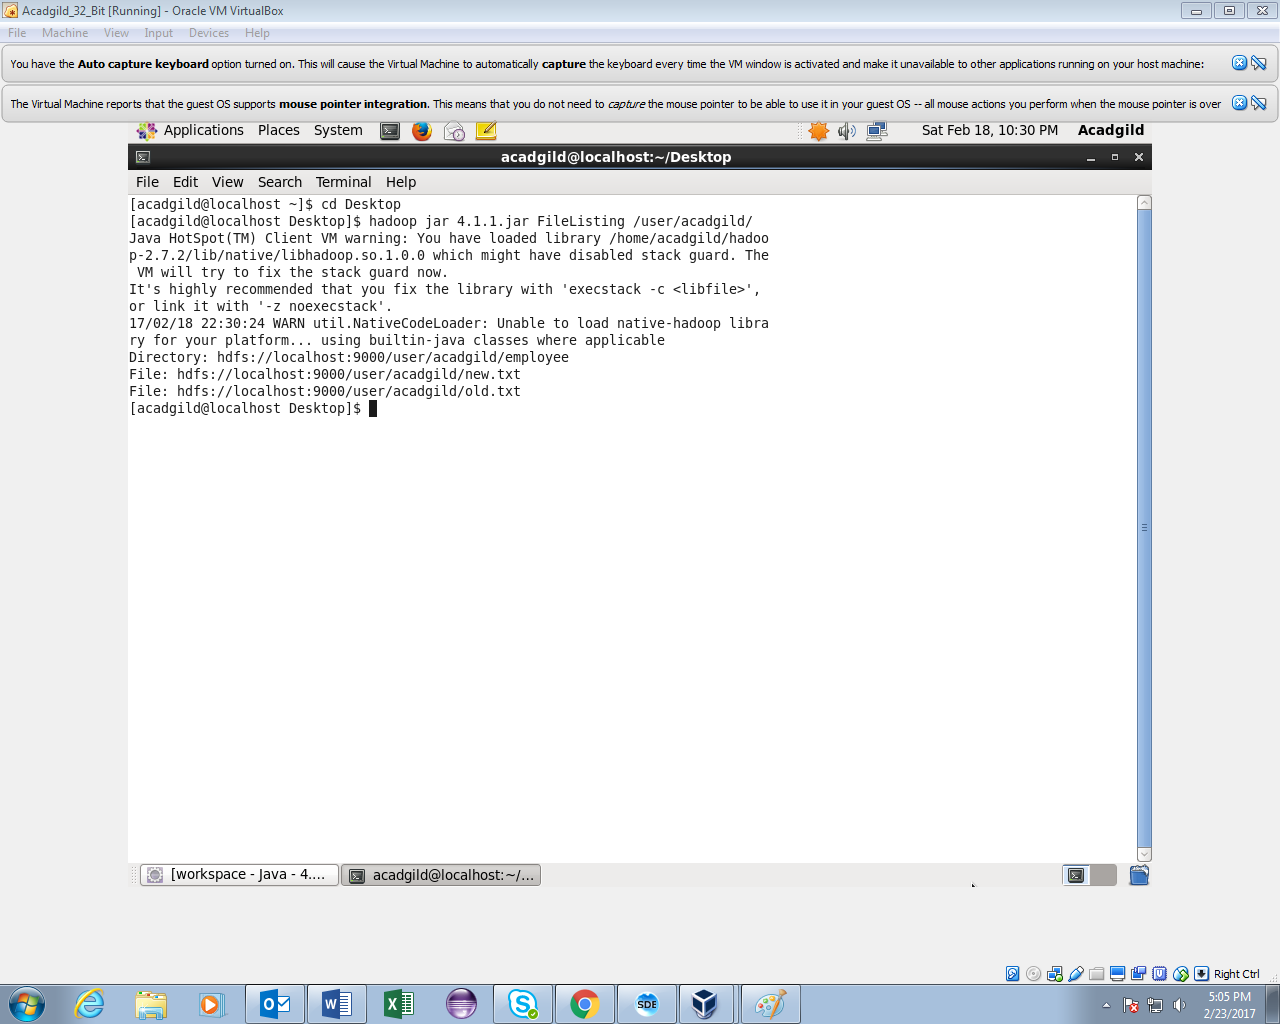 Acadgild_32_Bit [Running] - Oracle VM VirtualBox
File Machine View Input Devices Help
You have the Auto capture keyboard option turned on. This will cause the Virtual Machine to automatically capture the keyboard every time the VM window is activated and make it unavailable to other applications running on your host machine:
The Virtual Machine reports that the guest OS supports mouse pointer integration. This means that you do not need to capture the mouse pointer to be able to use it in your guest OS -- all mouse actions you perform when the mouse pointer is over
Applications Places System Sat Feb 18, 10:30 PM Acadgild
acadgild@localhost:~/Desktop
File Edit View Search Terminal Help
[acadgild@localhost ~]$ cd Desktop
[acadgild@localhost Desktop]$ hadoop jar 4.1.1.jar FileListing /user/acadgild/
Java HotSpot(TM) Client VM warning: You have loaded library /home/acadgild/hadoo
p-2.7.2/lib/native/libhadoop.so.1.0.0 which might have disabled stack guard. The
 VM will try to fix the stack guard now.
It's highly recommended that you fix the library with 'execstack -c <libfile>',
or link it with '-z noexecstack'.
17/02/18 22:30:24 WARN util.NativeCodeLoader: Unable to load native-hadoop libra
ry for your platform... using builtin-java classes where applicable
Directory: hdfs://localhost:9000/user/acadgild/employee
File: hdfs://localhost:9000/user/acadgild/new.txt
File: hdfs://localhost:9000/user/acadgild/old.txt
[acadgild@localhost Desktop]$
[workspace - Java - 4.... acadgild@localhost:~/...
Right Ctrl
SDE
5:05 PM
2/23/2017